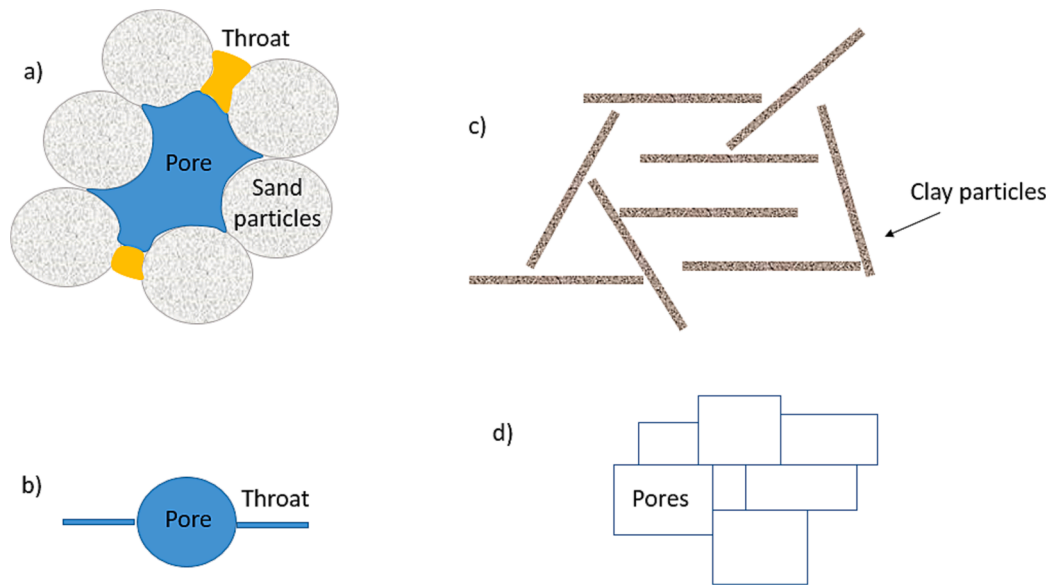 a)
Throat
Pore
Sand
particles
c)
Clay particles
b)
Pore
Throat
d)
Pores